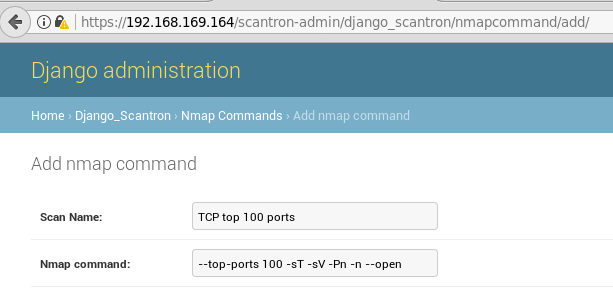 https://192.168.169.164/scantron-admin/django_scantron/nmapcommand/add/
Django administration
Home › Django_Scantron › Nmap Commands › Add nmap command
Add nmap command
Scan Name: TCP top 100 ports
Nmap command: --top-ports 100 -sT -sV -Pn -n --open